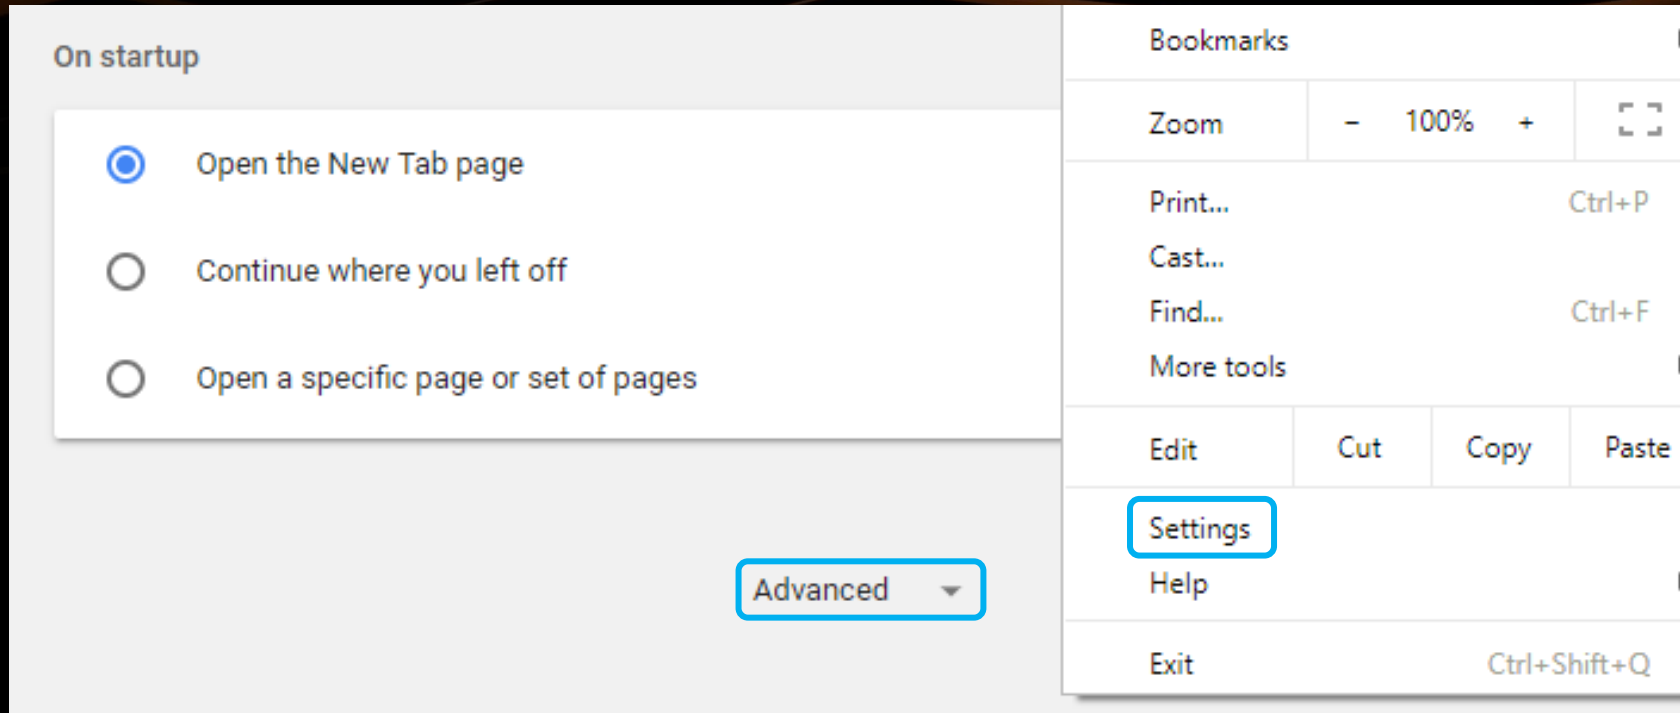 On startup
Open the New Tab page
Continue where you left off
Open a specific page or set of pages
Advanced
Bookmarks
Zoom - 100% +
Print... Ctrl+P
Cast...
Find... Ctrl+F
More tools
Edit Cut Copy Paste
Settings
Help
Exit Ctrl+Shift+Q